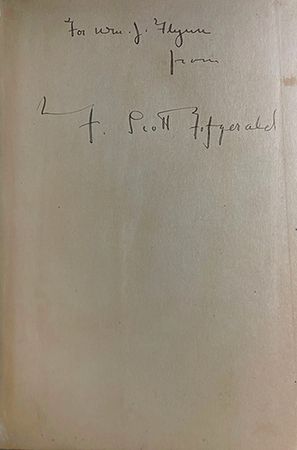 For Wm. J. Flynn
from
F. Scott Fitzgerald